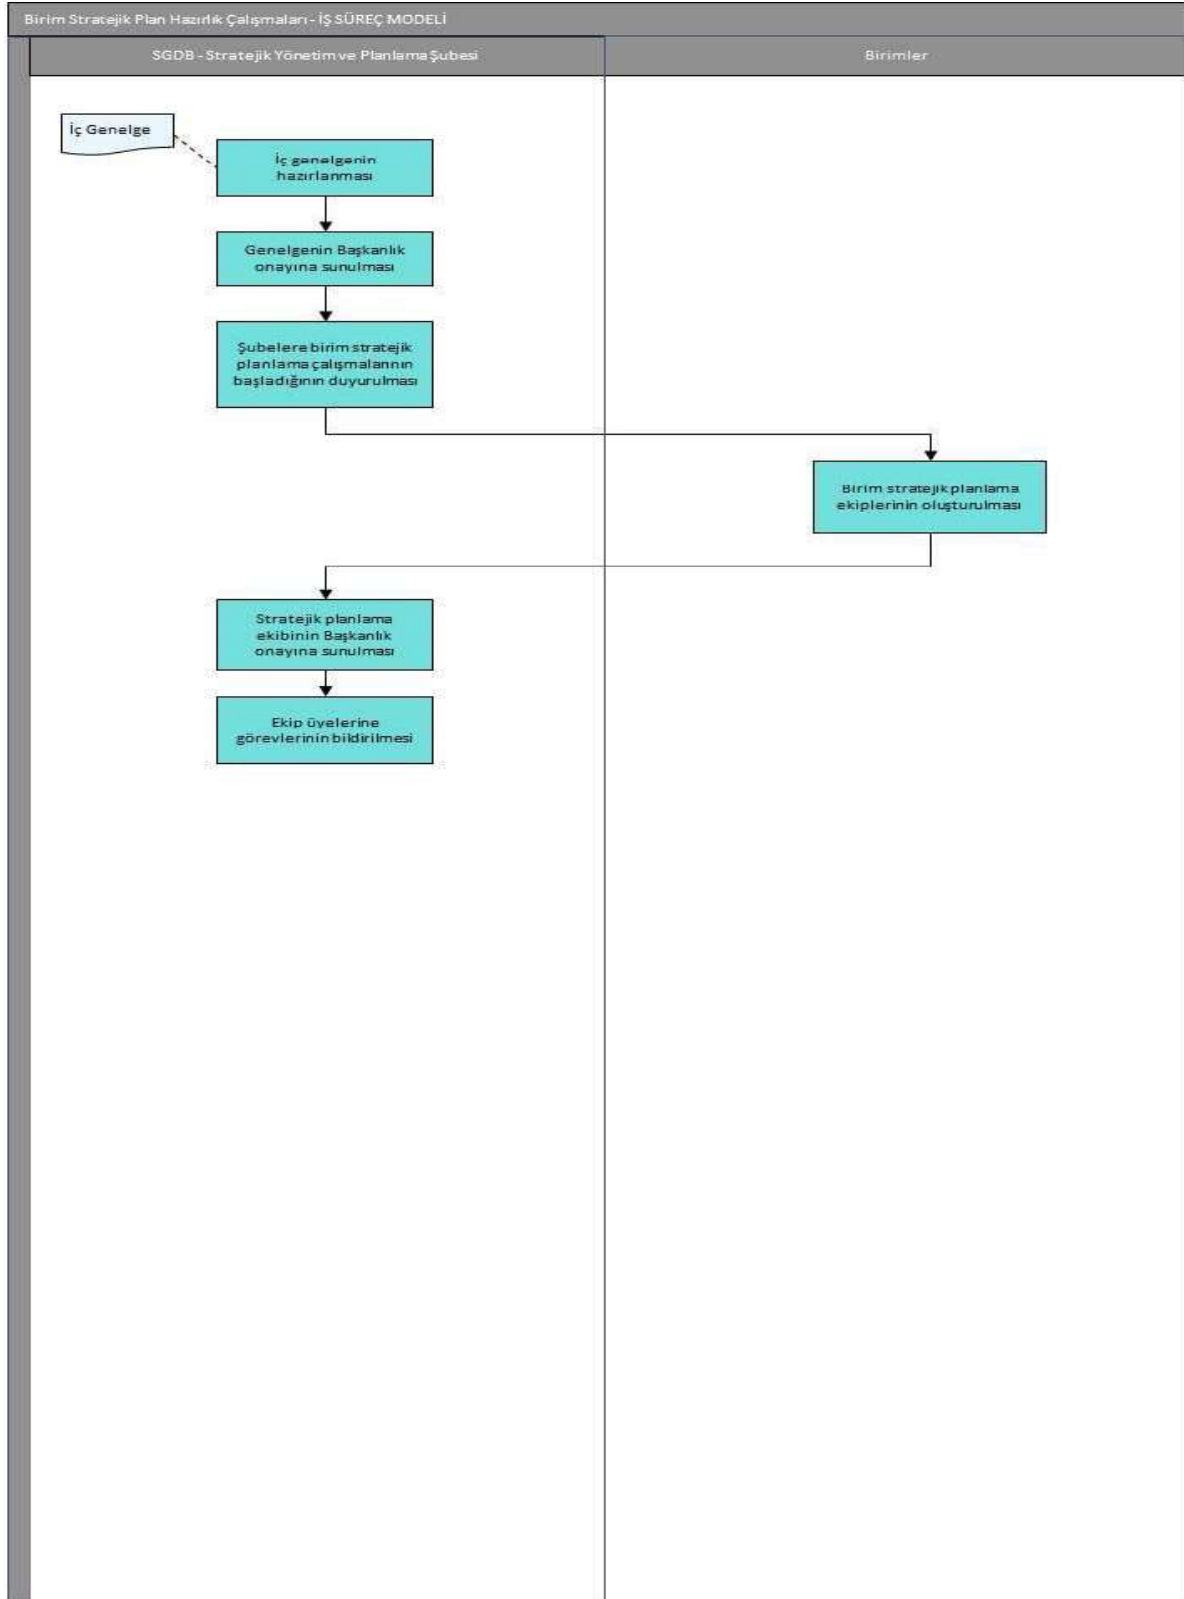 Birim Stratejik Plan Hazırlık Çalışmaları - İŞ SÜREÇ MODELİ
SGDB - Stratejik Yönetim ve Planlama Şubesi
Birimler
İç Genelge
İç genelgenin
hazırlanması
Genelgenin Başkanlık
onayına sunulması
Şubelere birim stratejik
planlama çalışmalarının
başladığının duyurulması
Birim stratejik planlama
ekiplerinin oluşturulması
Stratejik planlama
ekibinin Başkanlık
onayına sunulması
Ekip üyelerine
görevlerinin bildirilmesi